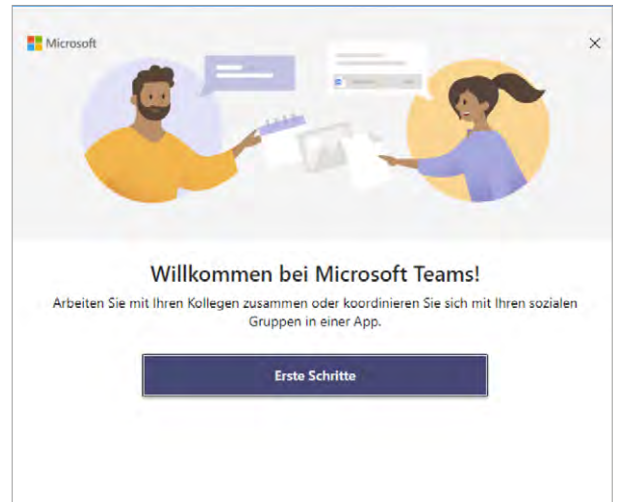 Microsoft
Willkommen bei Microsoft Teams!
Arbeiten Sie mit Ihren Kollegen zusammen oder koordinieren Sie sich mit Ihren sozialen
Gruppen in einer App.
Erste Schritte